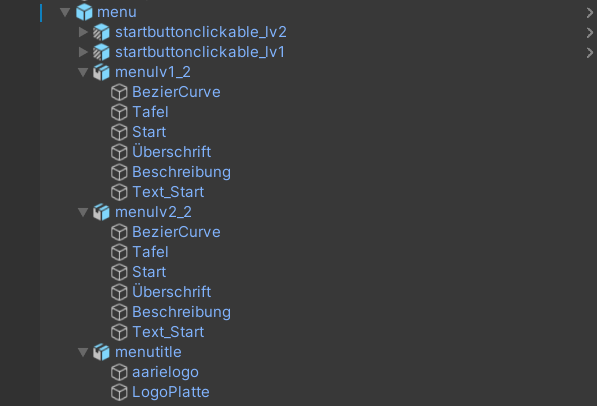 menu
startbuttonclickable_lv2
startbuttonclickable_lv1
menulv1_2
BezierCurve
Tafel
Start
Überschrift
Beschreibung
Text_Start
menulv2_2
BezierCurve
Tafel
Start
Überschrift
Beschreibung
Text_Start
menutitle
aarielogo
LogoPlatte